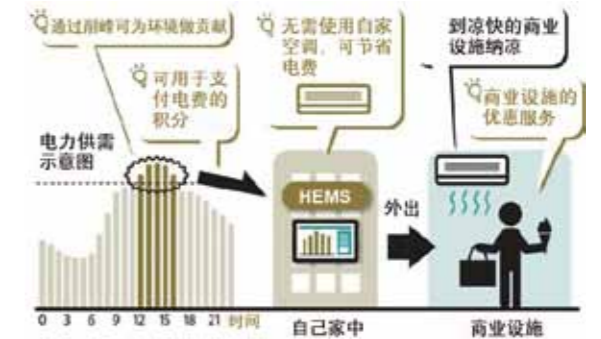 通过削峰可为环境做贡献
可用于支
付电费的
积分
无需使用自家
空调，可节省
电费
到凉快的商业
设施纳凉
商业设施的
优惠服务
电力供需
示意图
HEMS
外出
0 3 6 9 12 15 18 21 时间
自己家中
商业设施